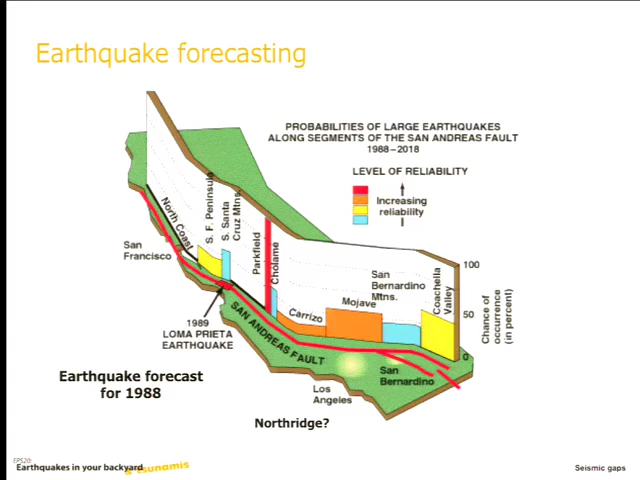 Earthquake forecasting
PROBABILITIES OF LARGE EARTHQUAKES
ALONG SEGMENTS OF THE SAN ANDREAS FAULT
1988–2018
LEVEL OF RELIABILITY
Increasing
reliability
North Coast
S. F. Peninsula
S. Santa
Cruz Mtns.
Parkfield
Cholame
Carrizo
Mojave
San
Bernardino
Mtns.
Coachella
Valley
100
50
0
Chance of
occurrence
(in percent)
San
Francisco
1989
LOMA PRIETA
EARTHQUAKE
SAN ANDREAS FAULT
San
Bernardino
Los
Angeles
Earthquake forecast
for 1988
Northridge?
EPS20:
Earthquakes in your backyard
& tsunamis
Seismic gaps